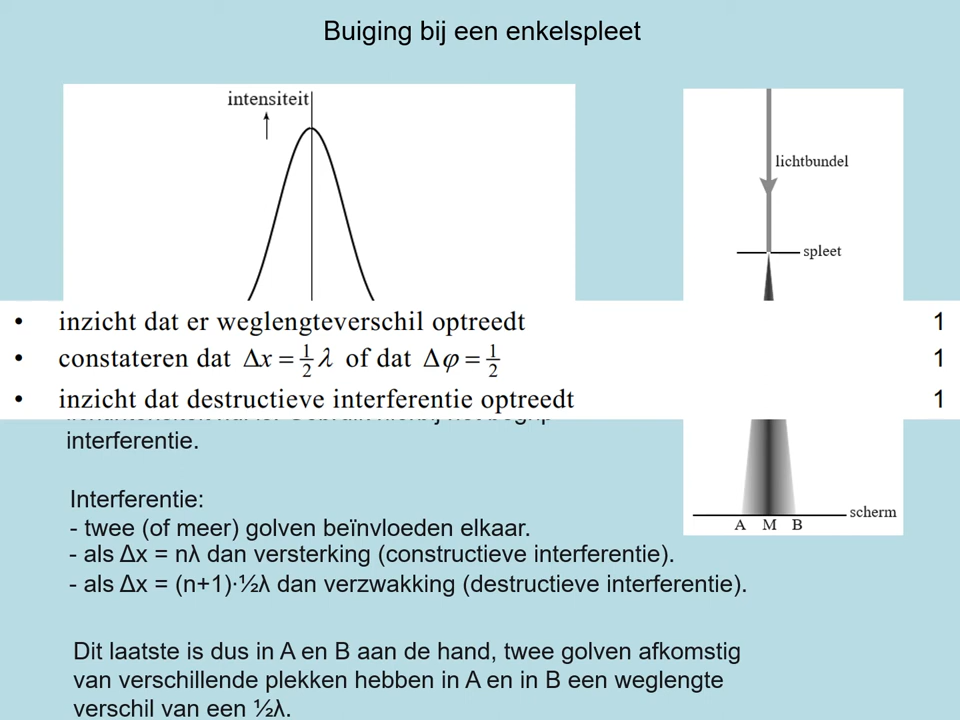 Buiging bij een enkelspleet
intensiteit
lichtbundel
spleet
• inzicht dat er weglengteverschil optreedt 1
• constateren dat Δx = ½ λ of dat Δφ = ½ 1
• inzicht dat destructieve interferentie optreedt 1
interferentie.
scherm
A M B
Interferentie:
- twee (of meer) golven beïnvloeden elkaar.
- als Δx = nλ dan versterking (constructieve interferentie).
- als Δx = (n+1)·½λ dan verzwakking (destructieve interferentie).
Dit laatste is dus in A en B aan de hand, twee golven afkomstig
van verschillende plekken hebben in A en in B een weglengte
verschil van een ½λ.